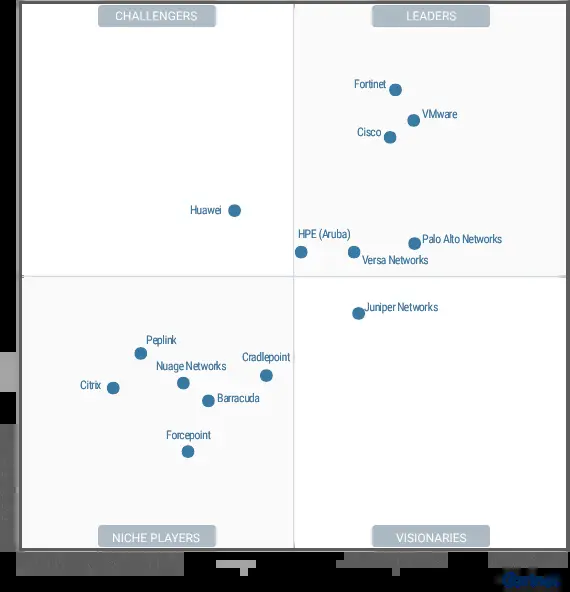 CHALLENGERS
LEADERS
Fortinet
VMware
Cisco
Huawei
HPE (Aruba)
Palo Alto Networks
Versa Networks
Juniper Networks
Peplink
Nuage Networks
Cradlepoint
Citrix
Barracuda
Forcepoint
NICHE PLAYERS
VISIONARIES